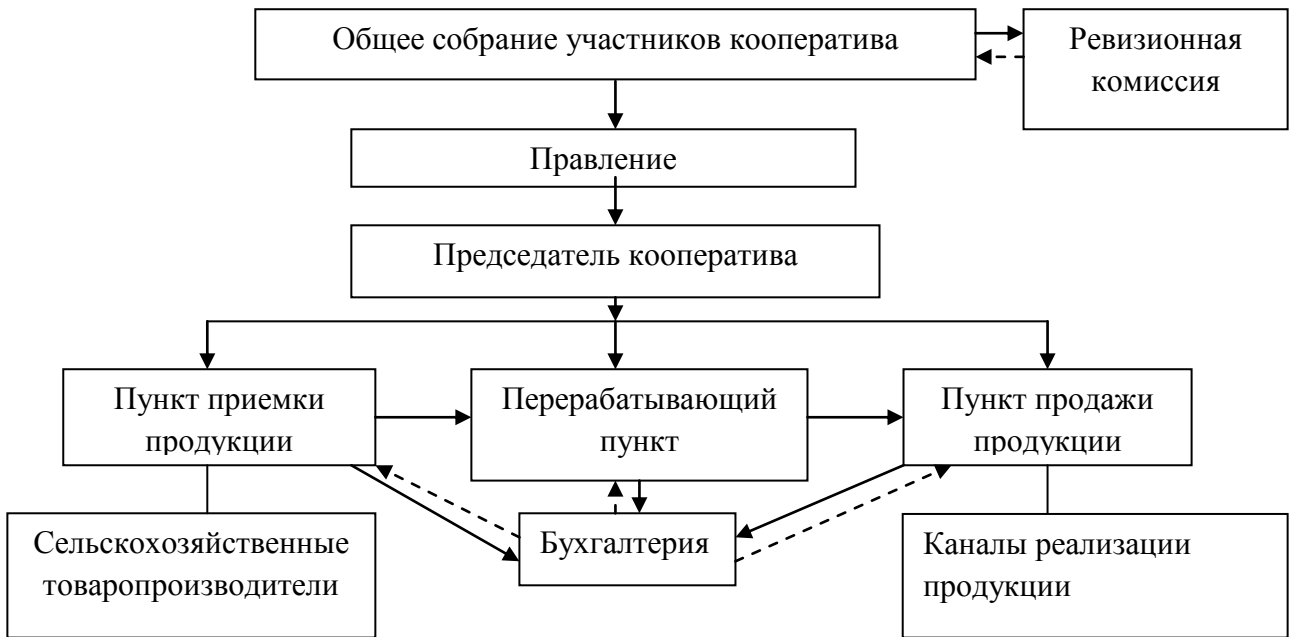 Общее собрание участников кооператива
Ревизионная
комиссия
Правление
Председатель кооператива
Пункт приемки
продукции
Перерабатывающий
пункт
Пункт продажи
продукции
Сельскохозяйственные
товаропроизводители
Бухгалтерия
Каналы реализации
продукции